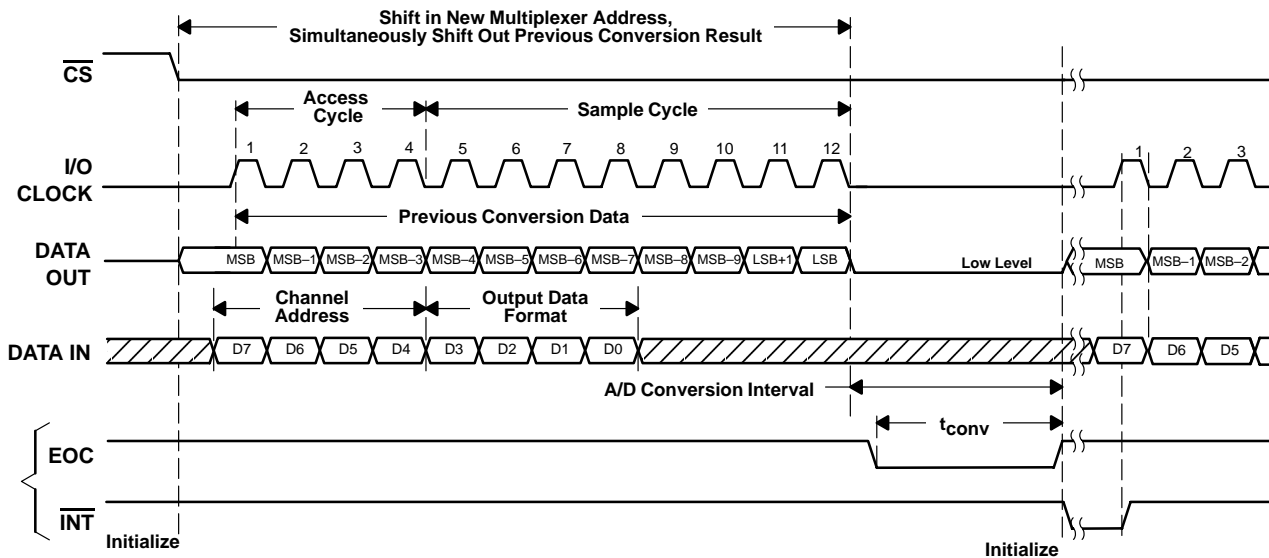 Shift in New Multiplexer Address,
Simultaneously Shift Out Previous Conversion Result
CS
Access
Cycle
Sample Cycle
I/O
CLOCK
1 2 3 4 5 6 7 8 9 10 11 12 1 2 3
Previous Conversion Data
DATA
OUT
MSB MSB–1 MSB–2 MSB–3 MSB–4 MSB–5 MSB–6 MSB–7 MSB–8 MSB–9 LSB+1 LSB Low Level MSB MSB–1 MSB–2
Channel
Address
Output Data
Format
DATA IN
D7 D6 D5 D4 D3 D2 D1 D0 D7 D6 D5
A/D Conversion Interval
tconv
EOC
INT
Initialize
Initialize